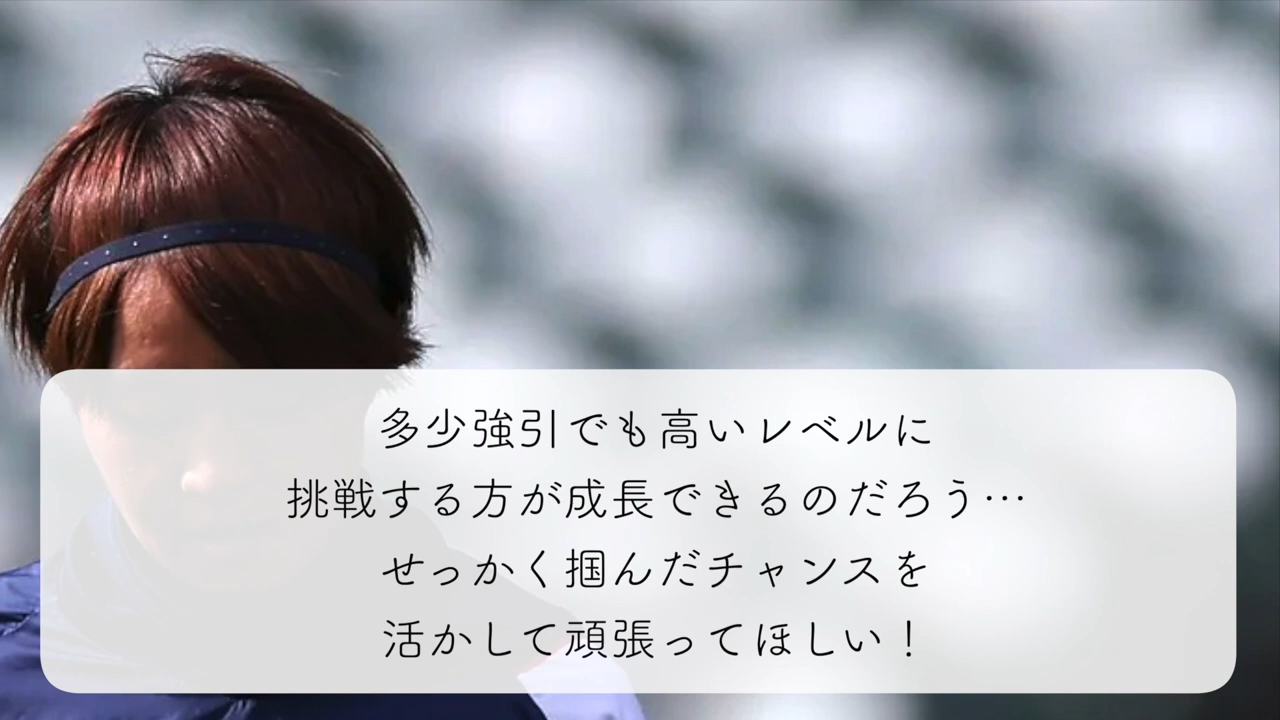 多少強引でも高いレベルに
挑戦する方が成長できるのだろう…
せっかく掴んだチャンスを
活かして頑張ってほしい！